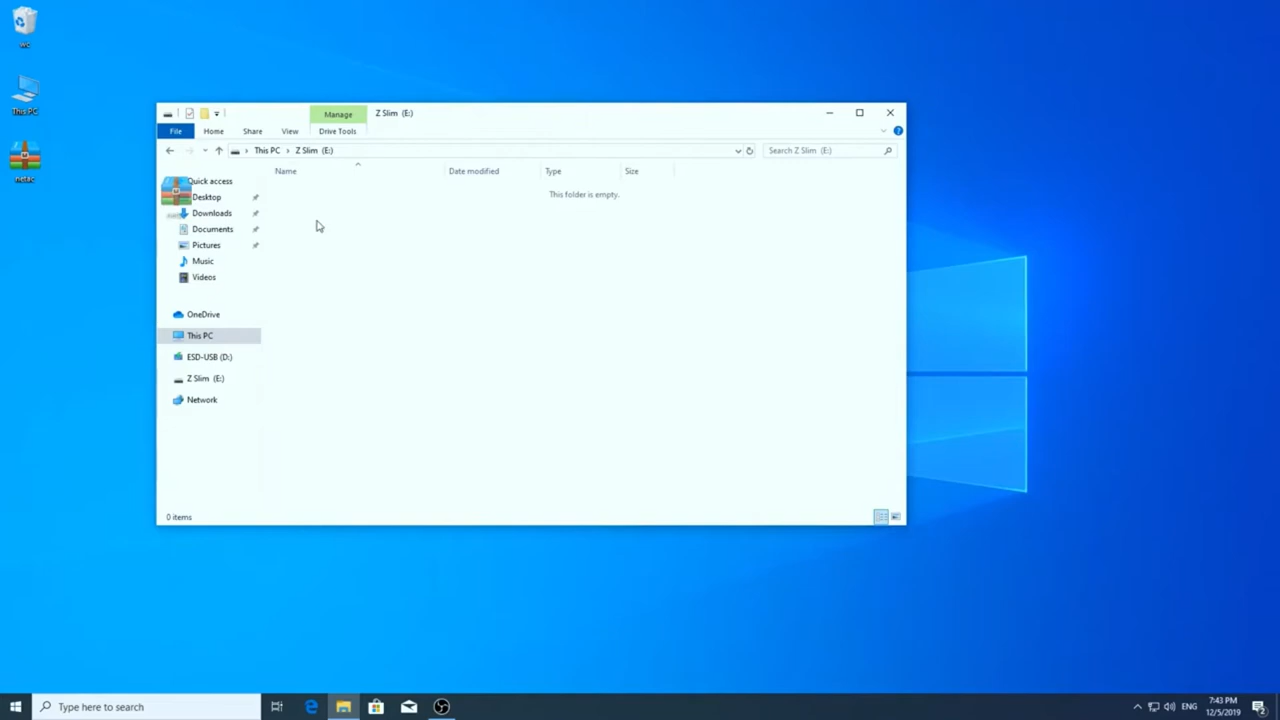 This PC
netac
Manage
Z Slim (E:)
File
Home
Share
View
Drive Tools
This PC
Z Slim (E:)
Search Z Slim (E:)
Name
Date modified
Type
Size
This folder is empty.
Quick access
Desktop
Downloads
Documents
Pictures
Music
Videos
OneDrive
This PC
ESD-USB (D:)
Z Slim (E:)
Network
0 items
Type here to search
ENG
7:43 PM
12/5/2019
2